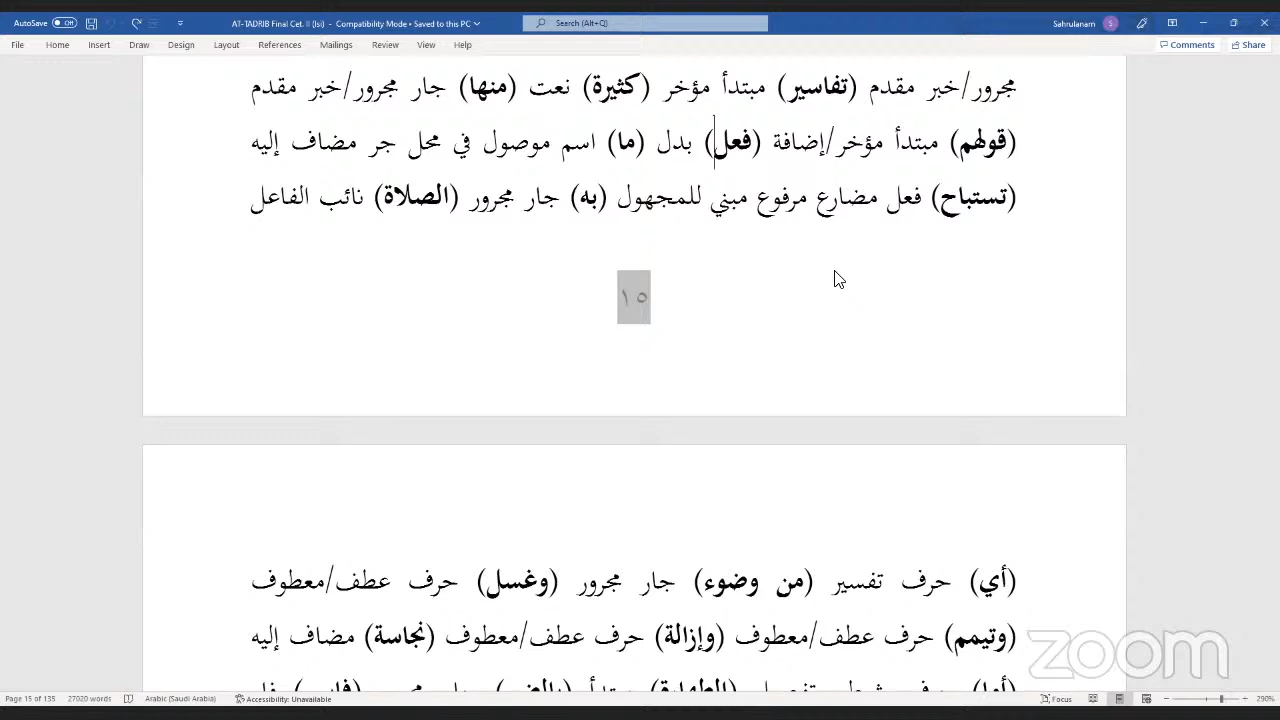 AutoSave Off AT-TADRIB Final Cet. II (Isi) - Compatibility Mode • Saved to this PC Search (Alt+Q) Sahrulanam S
File Home Insert Draw Design Layout References Mailings Review View Help Comments Share
مجرور/خبر مقدم (تفاسير) مبتدأ مؤخر (كثيرة) نعت (منها) جار مجرور/خبر مقدم
(قولهم) مبتدأ مؤخر/إضافة (فعل) بدل (ما) اسم موصول في محل جر مضاف إليه
(تستباح) فعل مضارع مرفوع مبني للمجهول (به) جار مجرور (الصلاة) نائب الفاعل
١٥
(أي) حرف تفسير (من وضوء) جار مجرور (وغسل) حرف عطف/معطوف
(وتيمم) حرف عطف/معطوف (وإزالة) حرف عطف/معطوف (نجاسة) مضاف إليه
zoom
Page 15 of 135 27020 words Arabic (Saudi Arabia) Accessibility: Unavailable Focus 290%